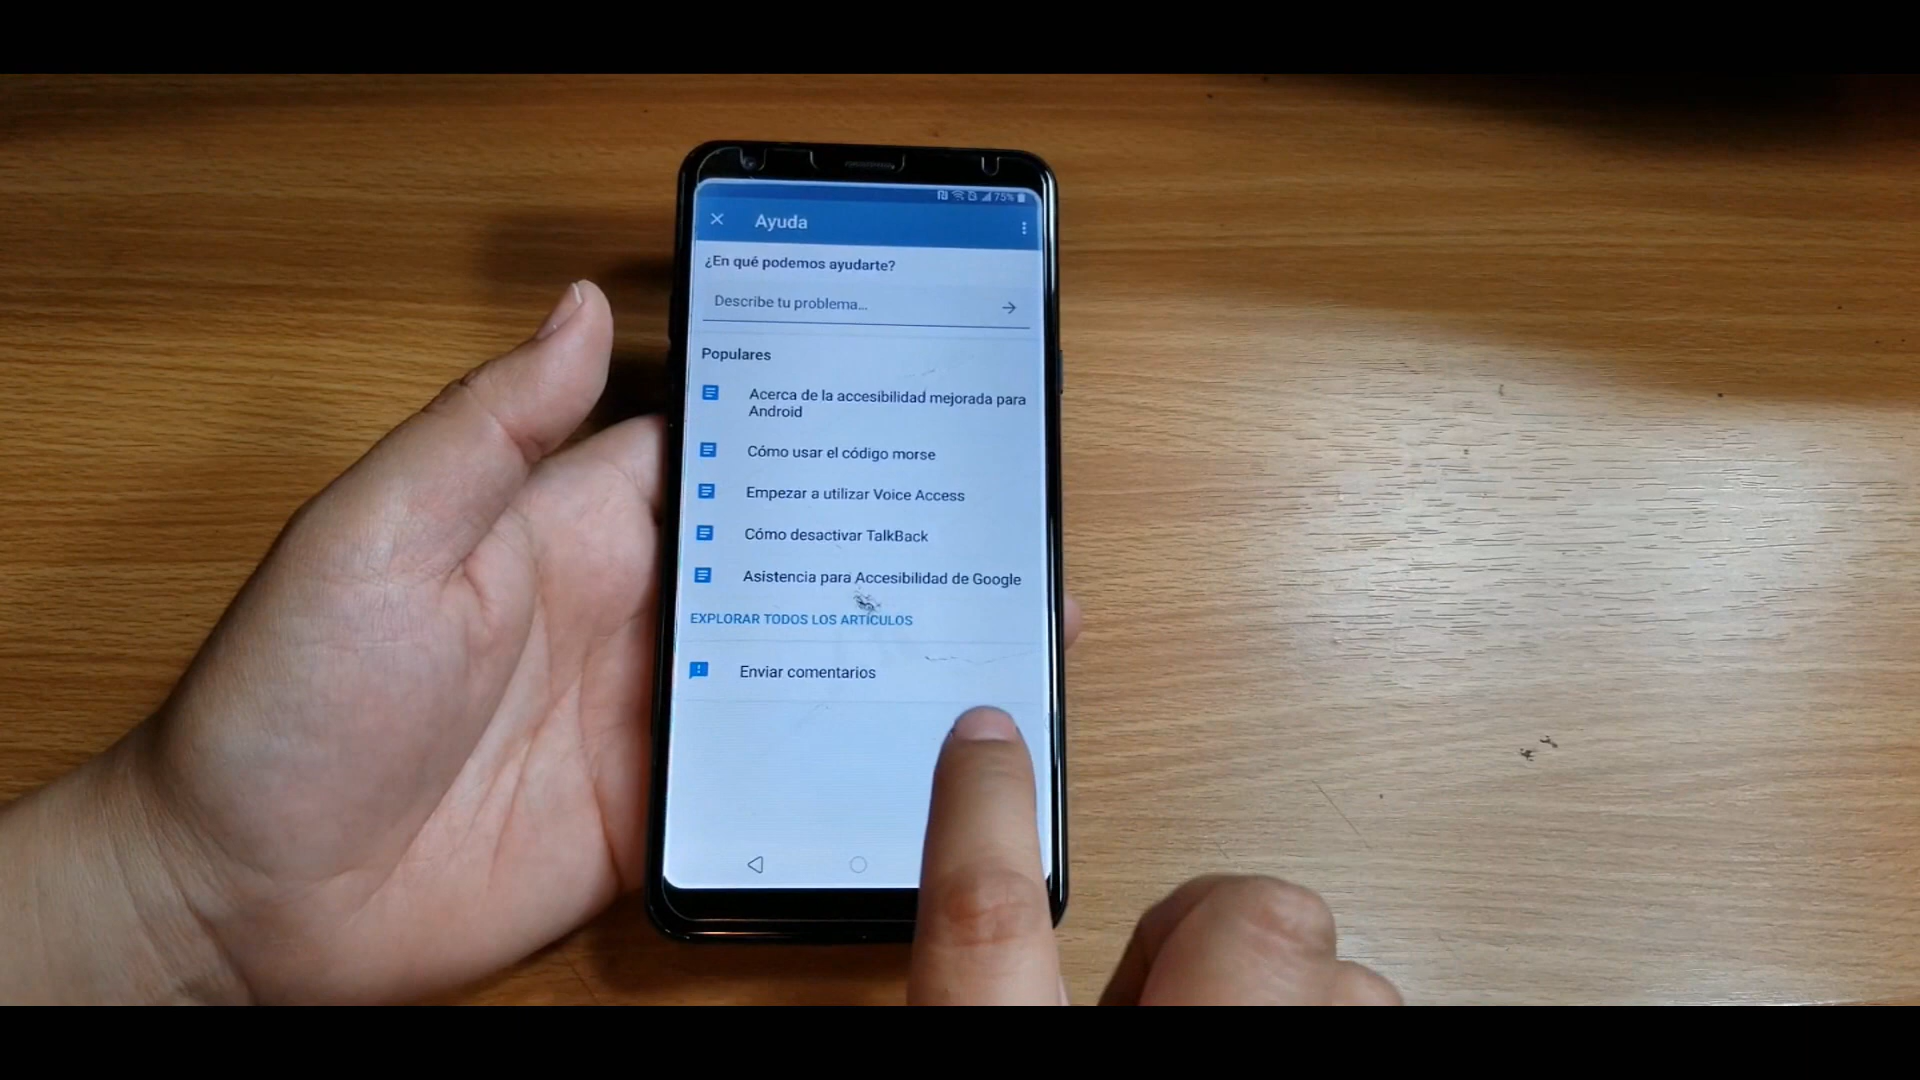 75%
Ayuda
¿En qué podemos ayudarte?
Describe tu problema...
Populares
Acerca de la accesibilidad mejorada para
Android
Cómo usar el código morse
Empezar a utilizar Voice Access
Cómo desactivar TalkBack
Asistencia para Accesibilidad de Google
EXPLORAR TODOS LOS ARTÍCULOS
Enviar comentarios